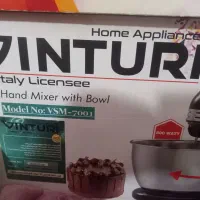 Home Appliance
VINTURI
Italy Licensee
Hand Mixer with Bowl
Model No: VSM-7001
VINTURI